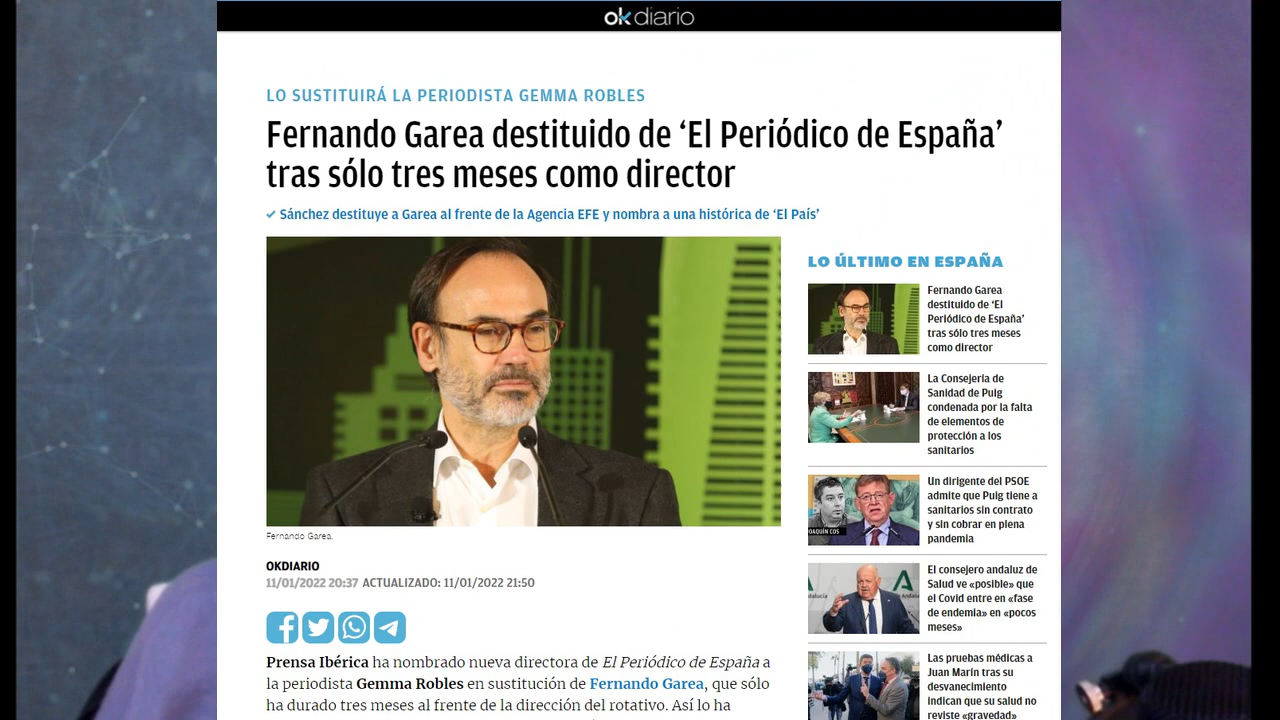 okdiario
LO SUSTITUIRÁ LA PERIODISTA GEMMA ROBLES
Fernando Garea destituido de ‘El Periódico de España’
tras sólo tres meses como director
Sánchez destituye a Garea al frente de la Agencia EFE y nombra a una histórica de ‘El País’
Fernando Garea.
OKDIARIO
11/01/2022 20:37 ACTUALIZADO: 11/01/2022 21:50
Prensa Ibérica ha nombrado nueva directora de El Periódico de España a
la periodista Gemma Robles en sustitución de Fernando Garea, que sólo
ha durado tres meses al frente de la dirección del rotativo. Así lo ha
LO ÚLTIMO EN ESPAÑA
Fernando Garea
destituido de ‘El
Periódico de España’
tras sólo tres meses
como director
La Consejería de
Sanidad de Puig
condenada por la falta
de elementos de
protección a los
sanitarios
Un dirigente del PSOE
admite que Puig tiene a
sanitarios sin contrato
y sin cobrar en plena
pandemia
OAQUÍN COS
El consejero andaluz de
Salud ve «posible» que
el Covid entre en «fase
de endemia» en «pocos
meses»
Las pruebas médicas a
Juan Marín tras su
desvanecimiento
indican que su salud no
reviste «gravedad»